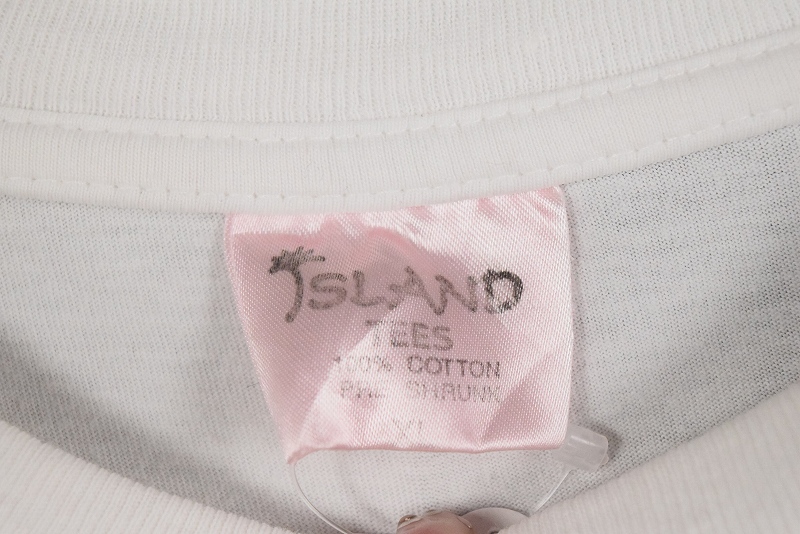 ISLAND
TEES
100% COTTON
PRE SHRUNK
XL